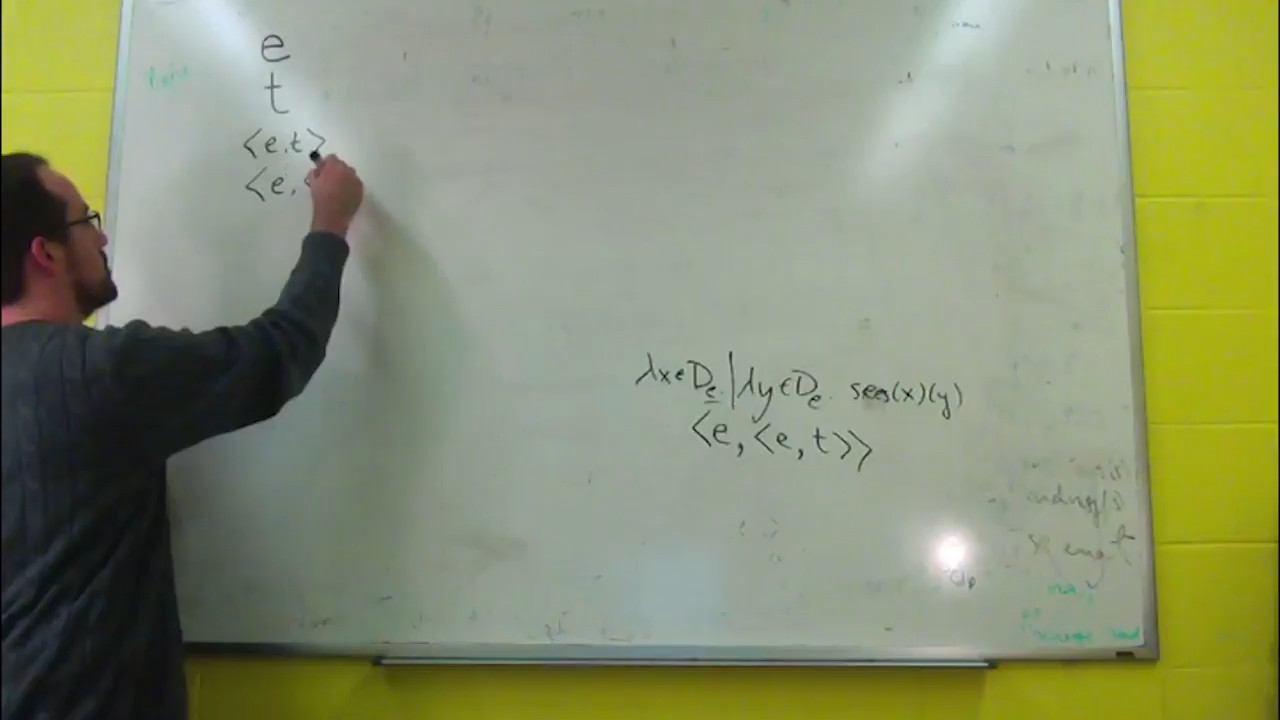 e
t
<e,t>
<e,
λx∈De.|λy∈De. sees(x)(y)
<e,<e,t>>